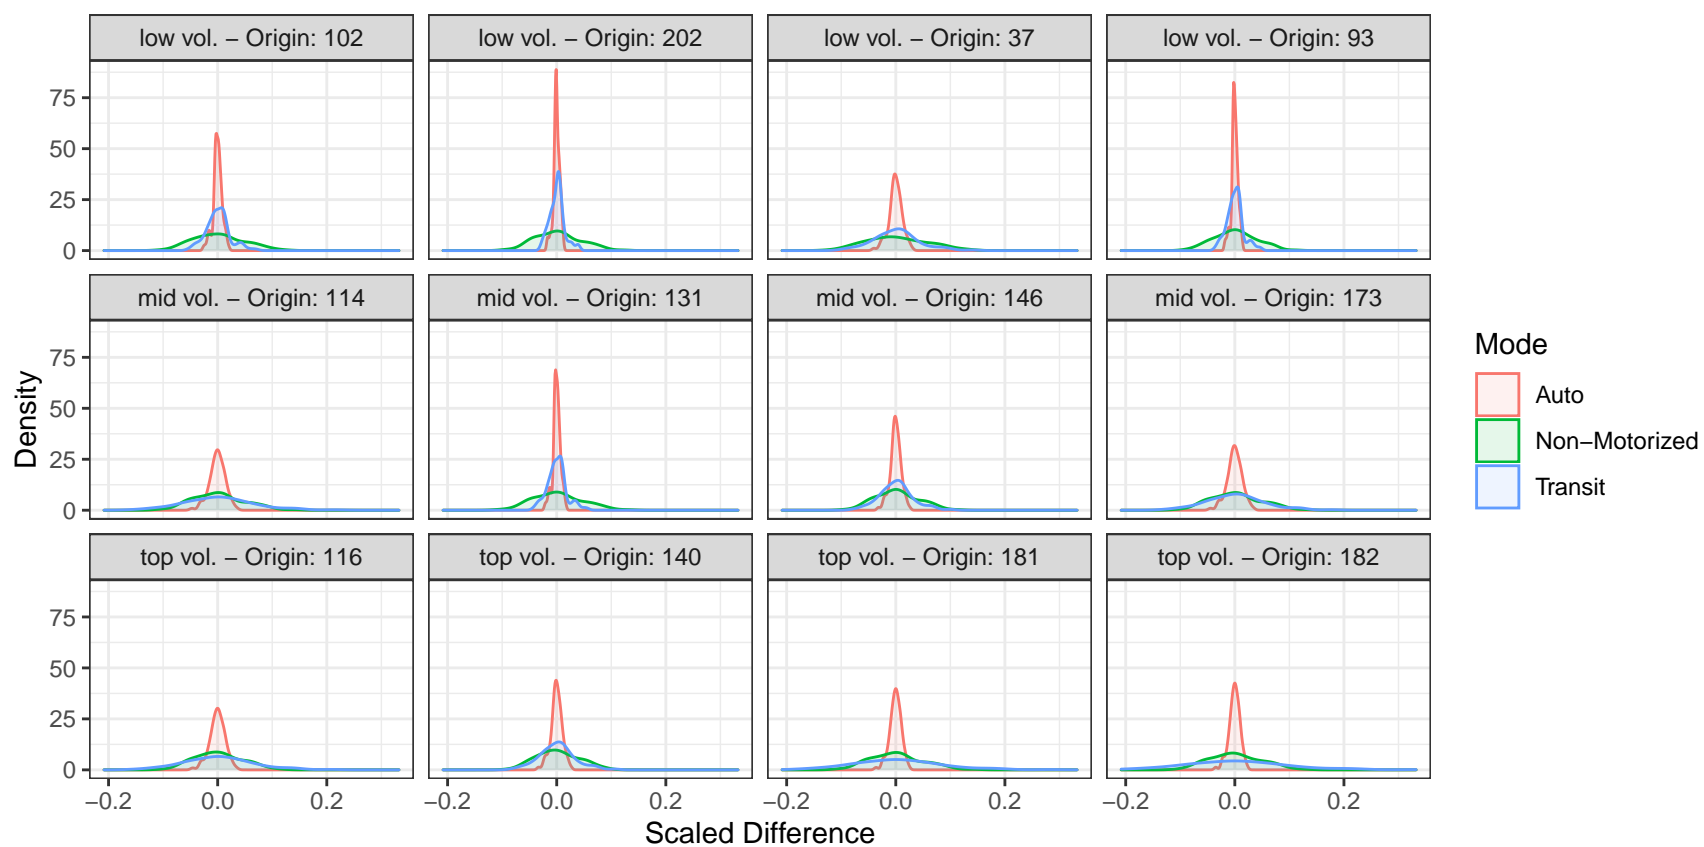 low vol. − Origin: 102
low vol. − Origin: 202
low vol. − Origin: 37
low vol. − Origin: 93
75
50
25
0
mid vol. − Origin: 114
mid vol. − Origin: 131
mid vol. − Origin: 146
mid vol. − Origin: 173
75
50
25
0
top vol. − Origin: 116
top vol. − Origin: 140
top vol. − Origin: 181
top vol. − Origin: 182
75
50
25
0
−0.2 0.0 0.2
−0.2 0.0 0.2
−0.2 0.0 0.2
−0.2 0.0 0.2
Scaled Difference
Density
Mode
Auto
Non−Motorized
Transit